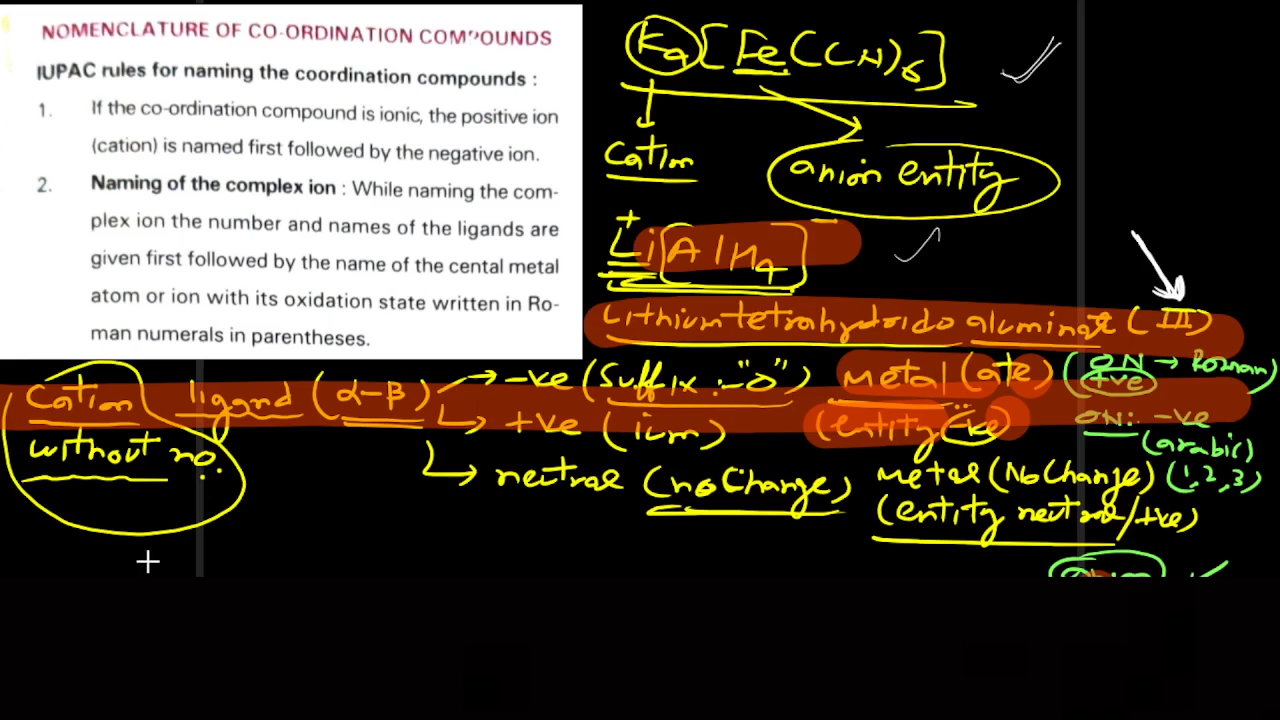 NOMENCLATURE OF CO-ORDINATION COMPOUNDS
IUPAC rules for naming the coordination compounds :
1. If the co-ordination compound is ionic, the positive ion
(cation) is named first followed by the negative ion.
2. Naming of the complex ion : While naming the com-
plex ion the number and names of the ligands are
given first followed by the name of the cental metal
atom or ion with its oxidation state written in Ro-
man numerals in parentheses.
K4[Fe(CN)6]
Cation
anion entity
+ −
Li[AlH4]
Lithiumtetrahydrido aluminate (III)
Cation ligand (α-β) → -ve (suffix :- "o") metal (ate) (ON → Roman)
+ve
→ +ve (ium) (entity -ve) ON: -ve
(arabic)
without no.
→ neutral (no Change) metal (No Change) (1,2,3)
(entity neutral/+ve)